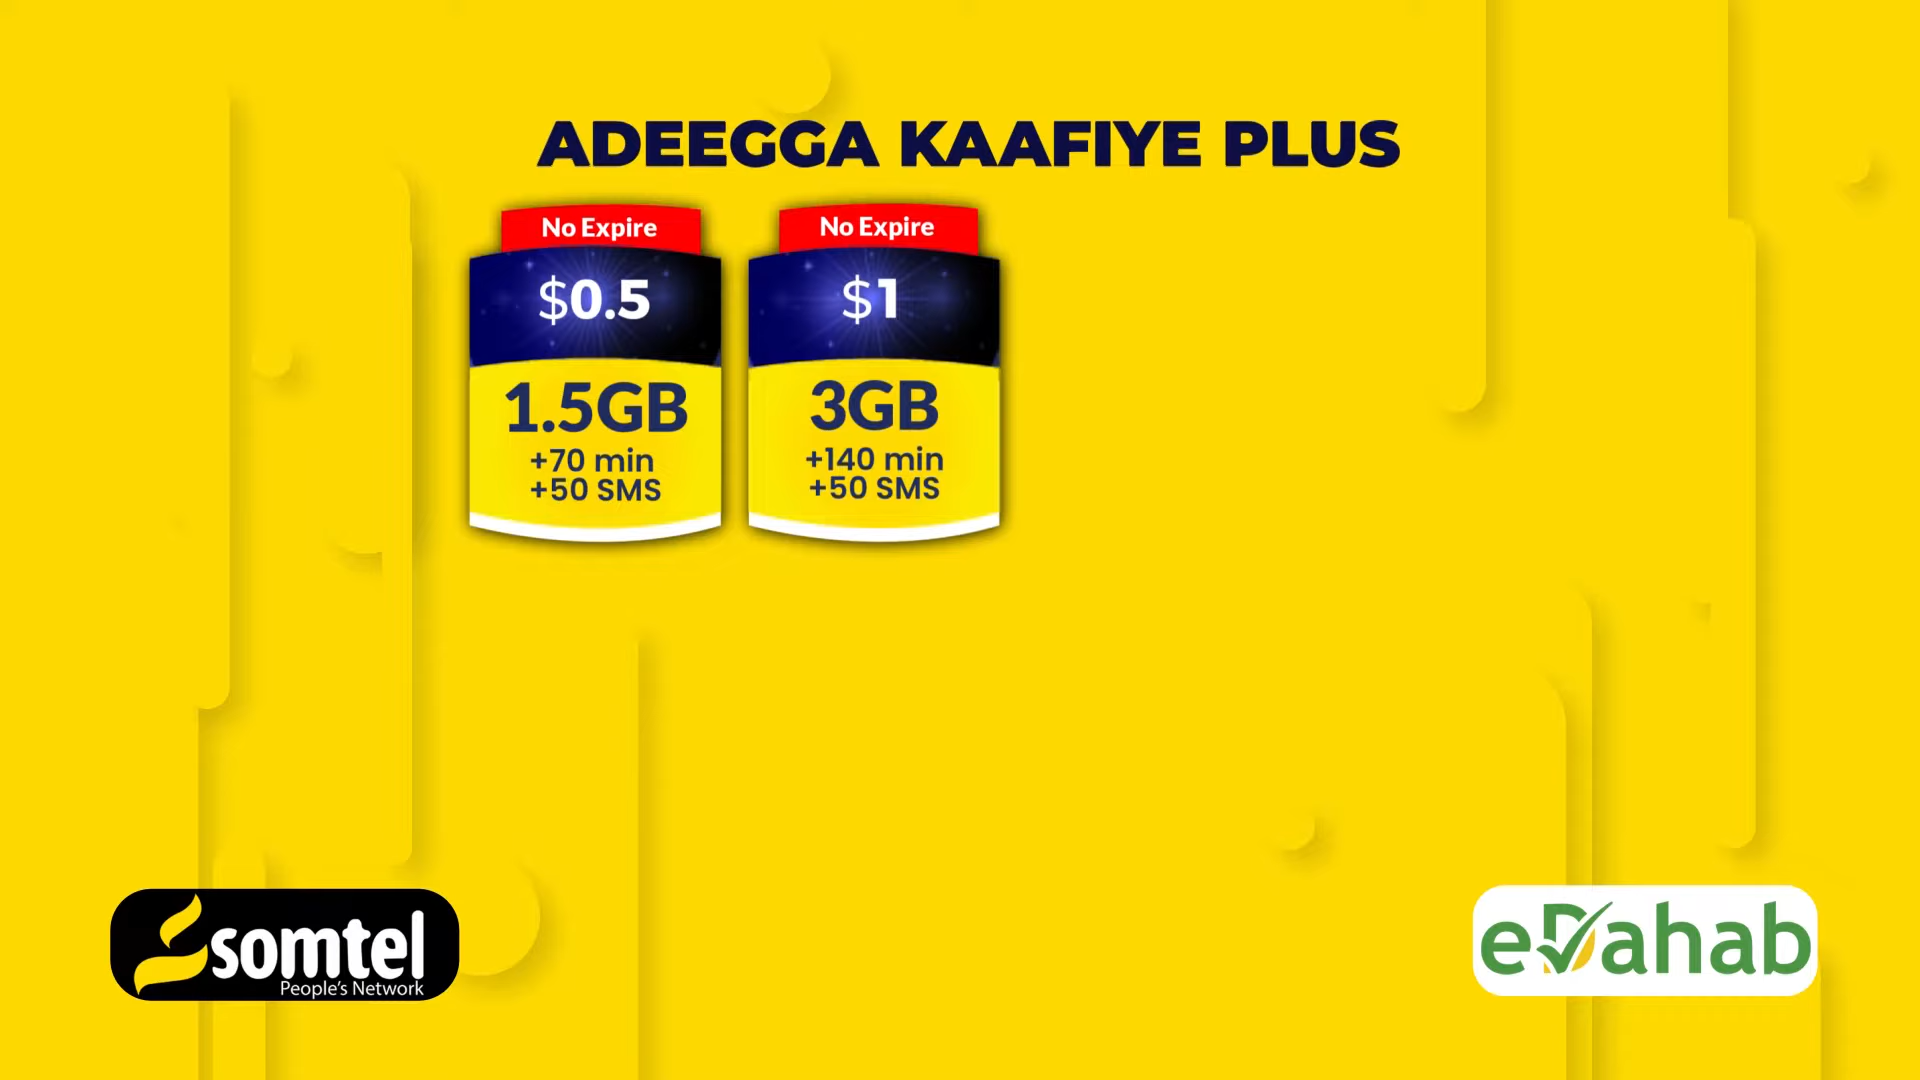 ADEEGGA KAAFIYE PLUS
No Expire
$0.5
1.5GB
+70 min
+50 SMS
No Expire
$1
3GB
+140 min
+50 SMS
somtel
People's Network
eDahab